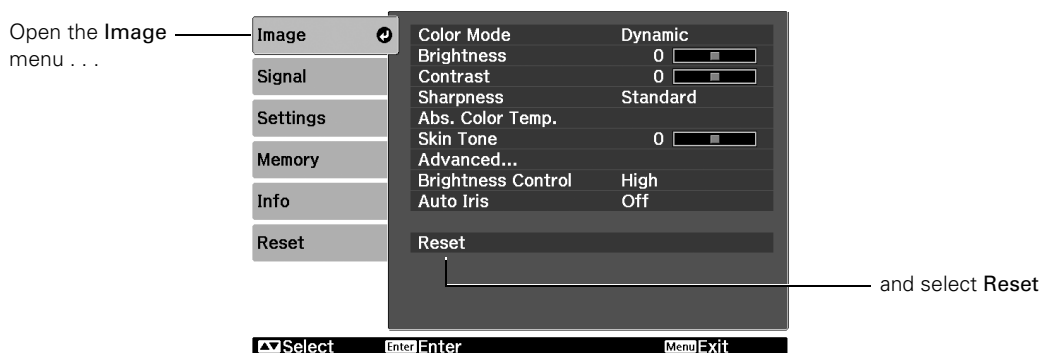 Open the Image
menu . . .
Image
Signal
Settings
Memory
Info
Reset
Color Mode Dynamic
Brightness 0
Contrast 0
Sharpness Standard
Abs. Color Temp.
Skin Tone 0
Advanced...
Brightness Control High
Auto Iris Off
Reset
and select Reset
Select Enter Enter Menu Exit